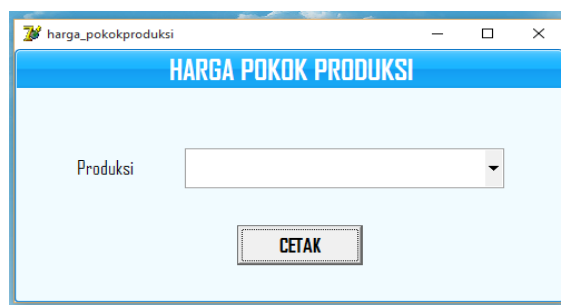 harga_pokokproduksi
HARGA POKOK PRODUKSI
Produksi
CETAK